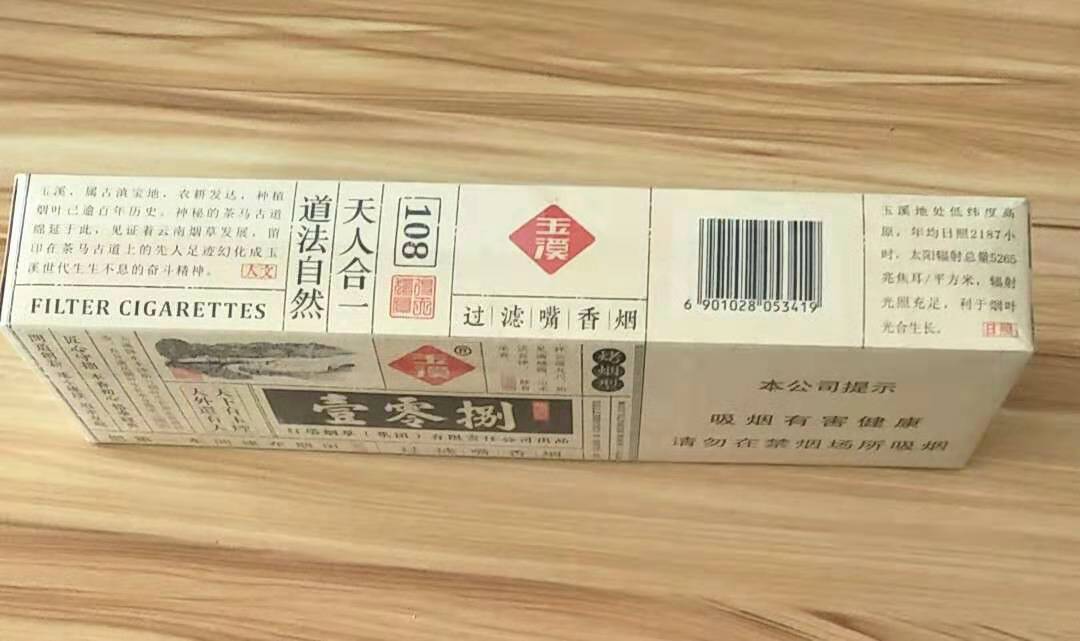 玉溪，属古滇宝地，农耕发达，种植
烟叶已逾百年历史。神秘的茶马古道
绵延于此，见证着云南烟草发展，留
印在茶马古道上的先人足迹幻化成玉
溪世代生生不息的奋斗精神。
人文
FILTER CIGARETTES
道法自然
天人合一
108
玉溪
过滤嘴香烟
6 901028 053419
玉溪地处低纬度高
原，年均日照2187小
时，太阳辐射总量5265
兆焦耳/平方米，辐射
光照充足，利于烟叶
光合生长。
日照
匠心守拙
玉溪®
烤烟型
壹零捌
红塔烟草（集团）有限责任公司出品
过滤嘴香烟
本公司提示
吸烟有害健康
请勿在禁烟场所吸烟